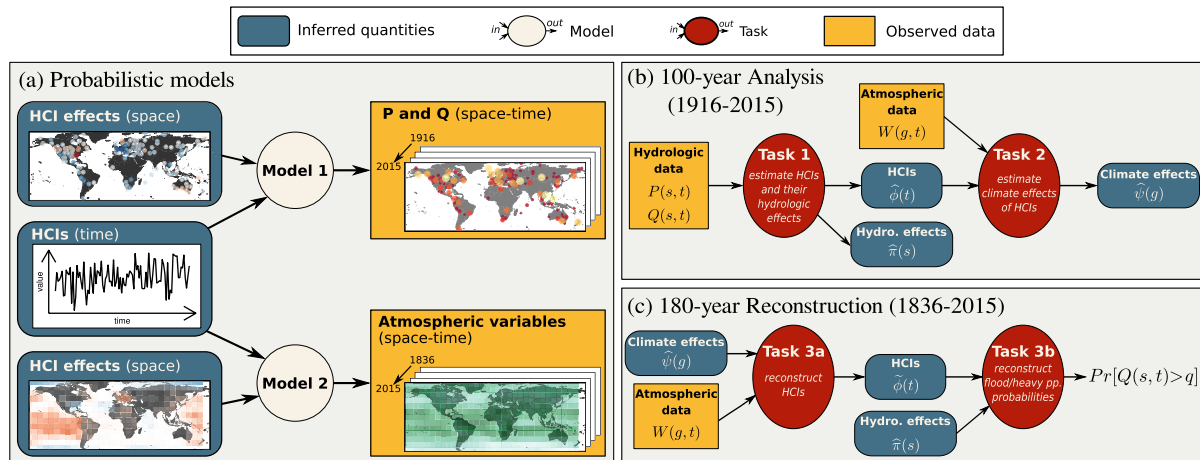 Inferred quantities
in
out
Model
in
out
Task
Observed data
(a) Probabilistic models
HCI effects (space)
Model 1
P and Q (space-time)
1916
2015
HCIs (time)
value
time
HCI effects (space)
Model 2
Atmospheric variables
(space-time)
1836
2015
(b) 100-year Analysis
(1916-2015)
Hydrologic
data
P(s, t)
Q(s, t)
Task 1
estimate HCIs
and their
hydrologic
effects
Atmospheric
data
W(g, t)
HCIs
φ̂(t)
Hydro. effects
π̂(s)
Task 2
estimate
climate effects
of HCIs
Climate effects
ψ̂(g)
(c) 180-year Reconstruction (1836-2015)
Climate effects
ψ̂(g)
Atmospheric
data
W(g, t)
Task 3a
reconstruct
HCIs
HCIs
φ̂(t)
Hydro. effects
π̂(s)
Task 3b
reconstruct
flood/heavy pp.
probabilities
Pr[Q(s, t)>q]